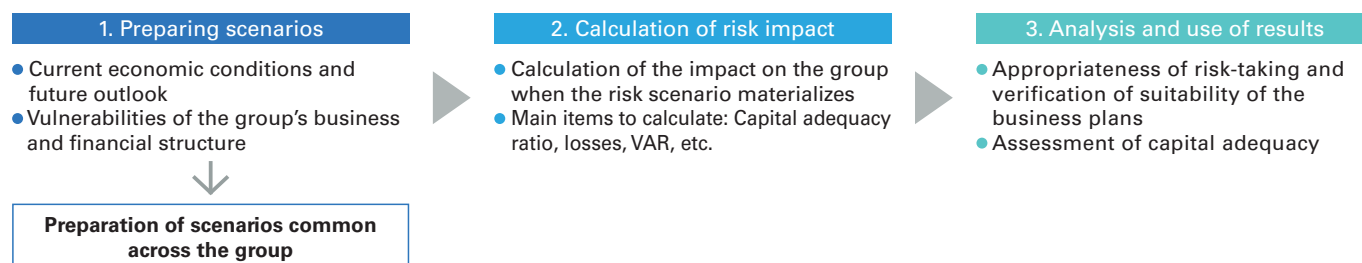 1. Preparing scenarios
• Current economic conditions and
future outlook
• Vulnerabilities of the group's business
and financial structure
Preparation of scenarios common
across the group
2. Calculation of risk impact
• Calculation of the impact on the group
when the risk scenario materializes
• Main items to calculate: Capital adequacy
ratio, losses, VAR, etc.
3. Analysis and use of results
• Appropriateness of risk-taking and
verification of suitability of the
business plans
• Assessment of capital adequacy